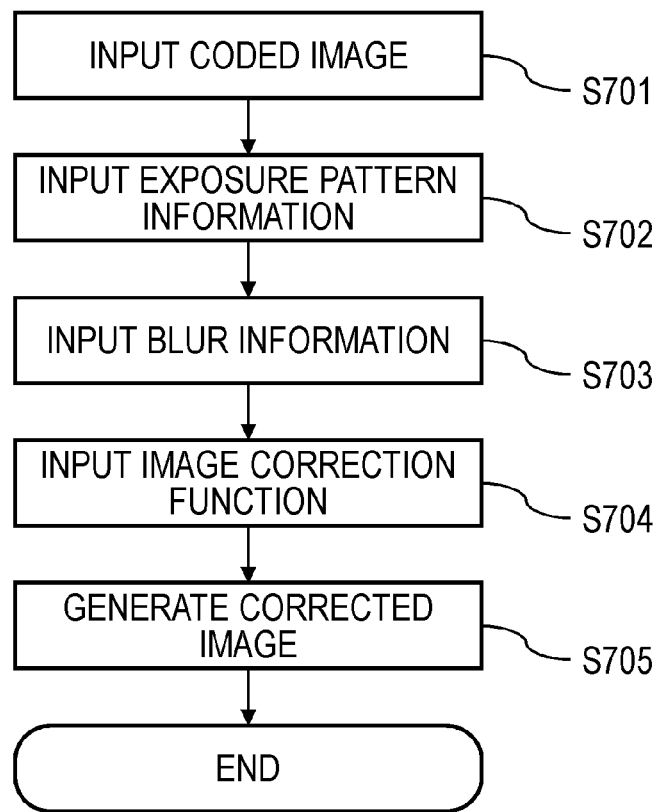 INPUT CODED IMAGE
S701
INPUT EXPOSURE PATTERN
INFORMATION
S702
INPUT BLUR INFORMATION
S703
INPUT IMAGE CORRECTION
FUNCTION
S704
GENERATE CORRECTED
IMAGE
S705
END